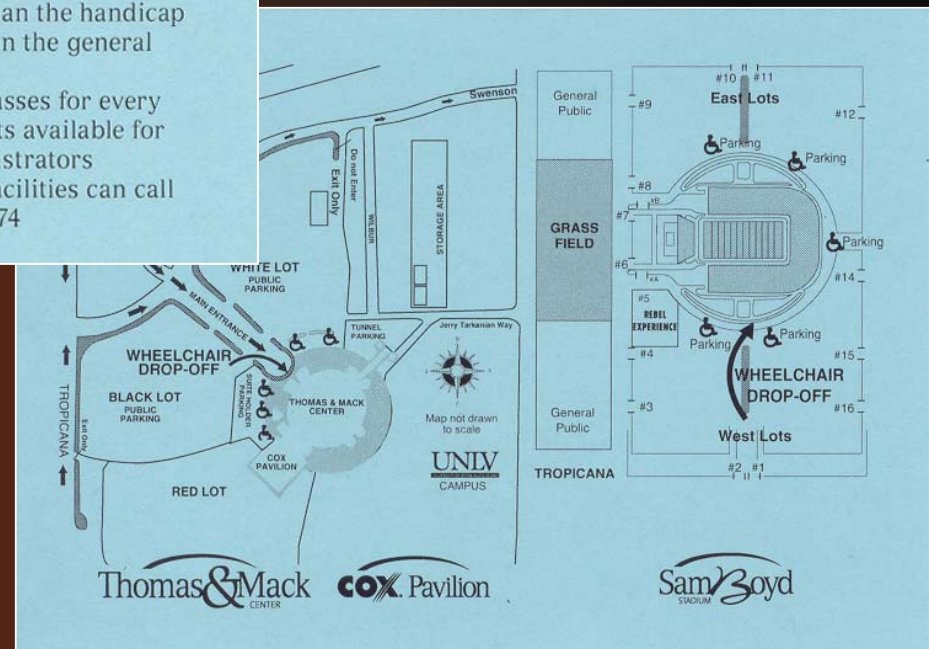 an the handicap
n the general
asses for every
ts available for
istrators
acilities can call
74
Swenson
Do not Enter
Exit Only
WILBUR
STORAGE AREA
WHITE LOT
PUBLIC
PARKING
MAIN ENTRANCE
TUNNEL
PARKING
Jerry Tarkanian Way
WHEELCHAIR
DROP-OFF
BLACK LOT
PUBLIC
PARKING
SUITE HOLDER
PARKING
THOMAS & MACK
CENTER
TROPICANA
Exit Only
COX
PAVILION
RED LOT
Map not drawn
to scale
UNLV
CAMPUS
Thomas&Mack
CENTER
COX. Pavilion
General
Public
GRASS
FIELD
General
Public
TROPICANA
#10
#11
East Lots
#9
#12
Parking
Parking
#8
#7
Parking
#6
#14
#5
REBEL
EXPERIENCE
Parking
Parking
#4
#15
WHEELCHAIR
DROP-OFF
#3
#16
West Lots
#2
#1
Sam Boyd
STADIUM